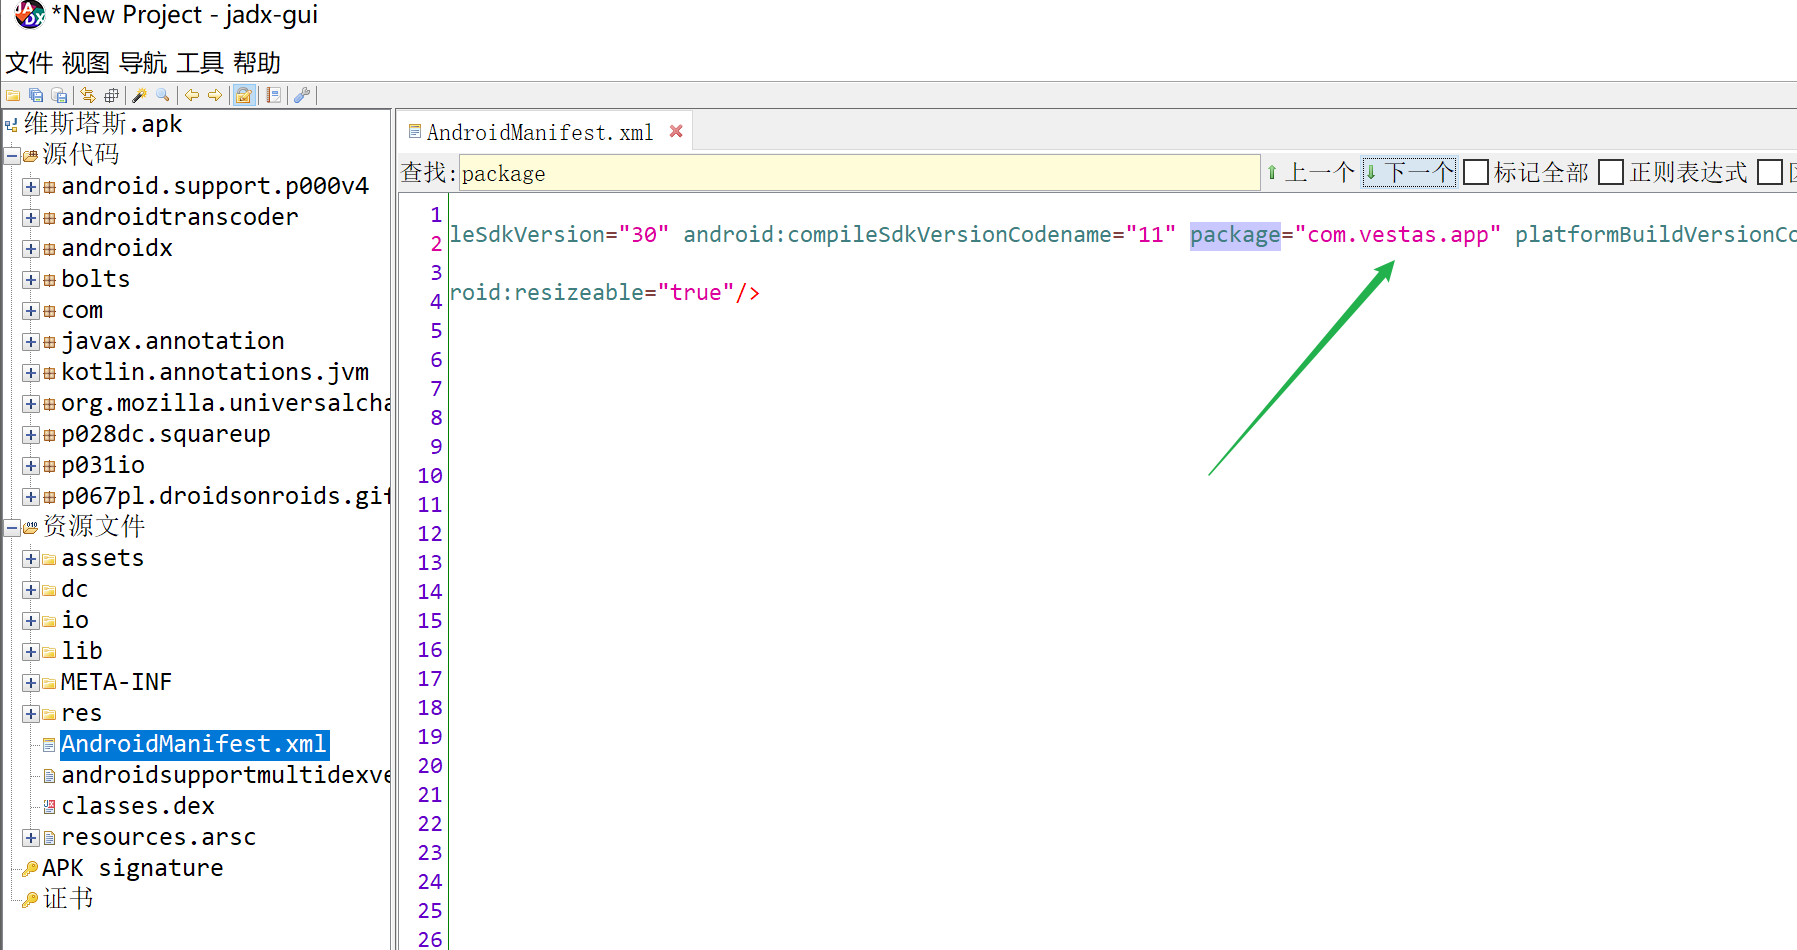 *New Project - jadx-gui
文件 视图 导航 工具 帮助
维斯塔斯.apk
源代码
android.support.p000v4
androidtranscoder
androidx
bolts
com
javax.annotation
kotlin.annotations.jvm
org.mozilla.universalcha
p028dc.squareup
p031io
p067pl.droidsonroids.gif
资源文件
assets
dc
io
lib
META-INF
res
AndroidManifest.xml
androidsupportmultidexve
classes.dex
resources.arsc
APK signature
证书
AndroidManifest.xml
查找: package 上一个 下一个 标记全部 正则表达式
1
2 leSdkVersion="30" android:compileSdkVersionCodename="11" package="com.vestas.app" platformBuildVersionCo
3
4 roid:resizeable="true"/>
5
6
7
8
9
10
11
12
13
14
15
16
17
18
19
20
21
22
23
24
25
26